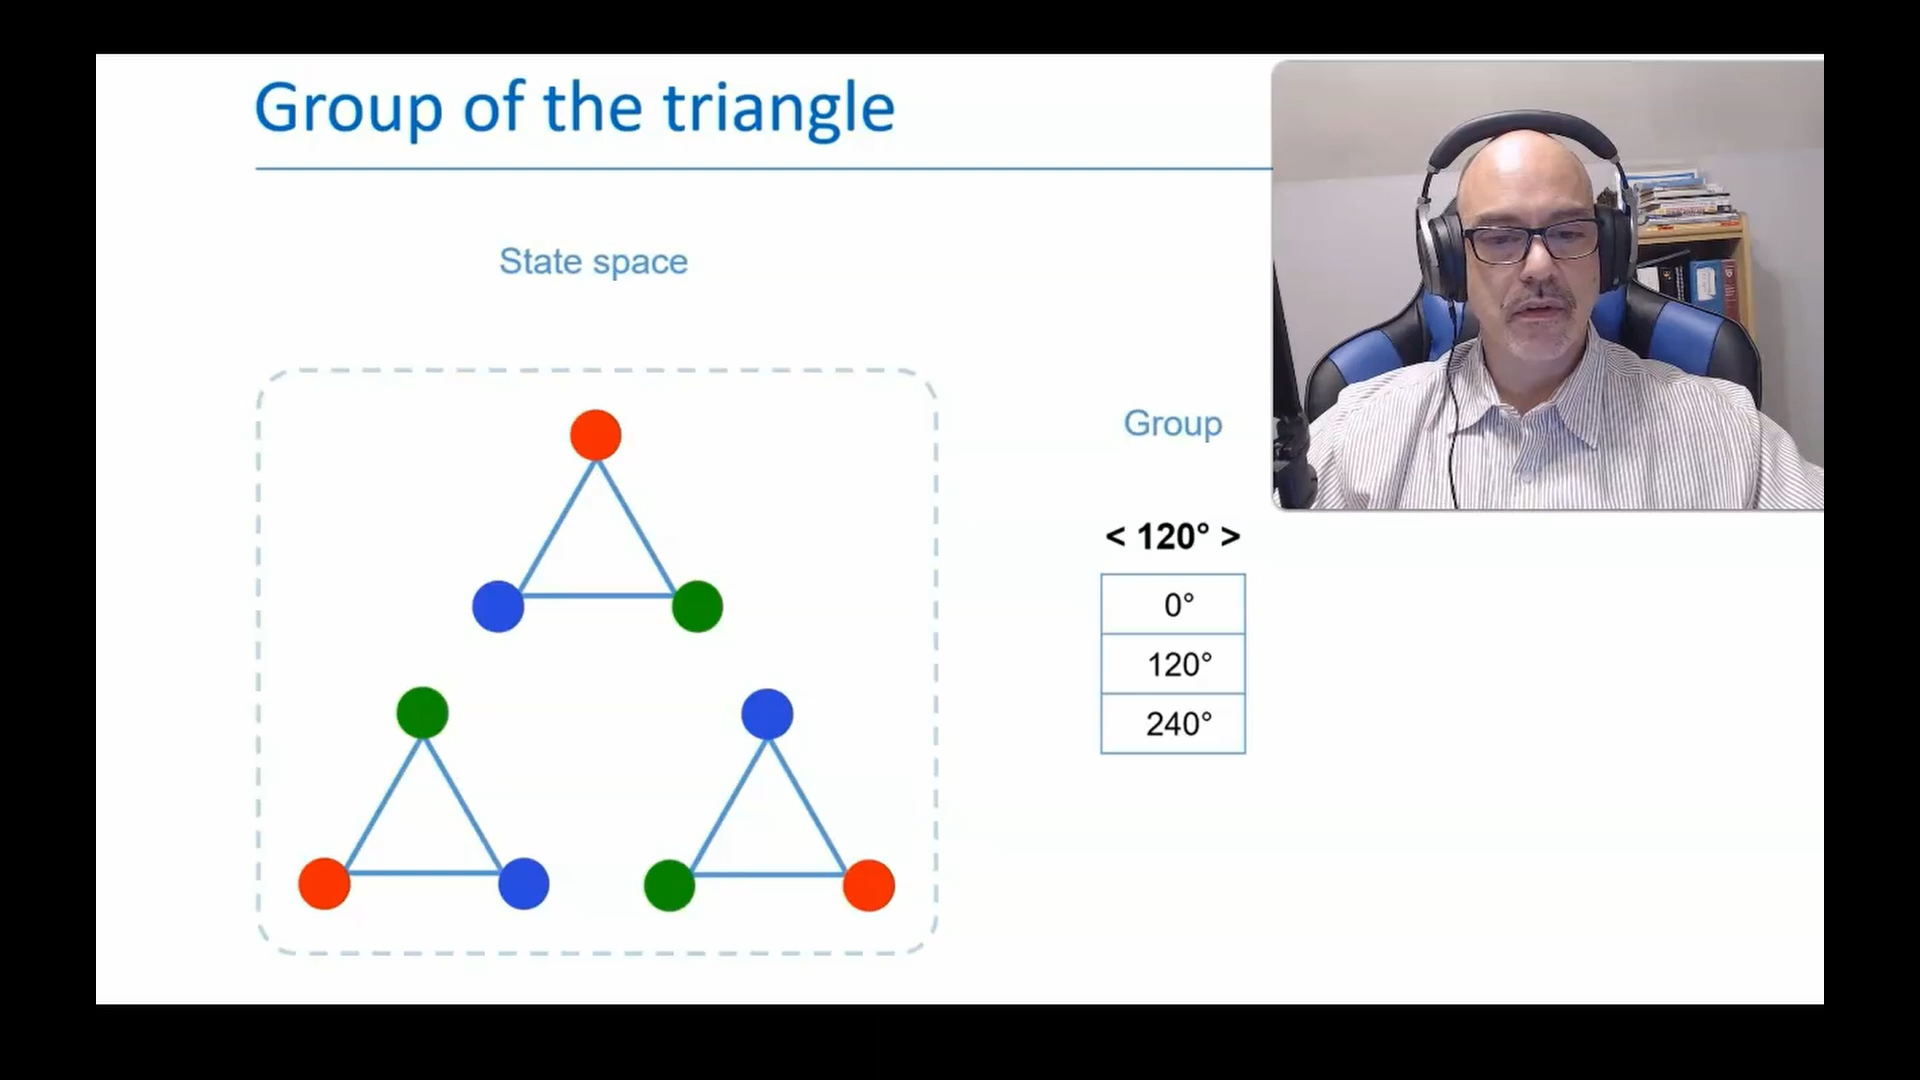 Group of the triangle
State space
Group
< 120° >
0°
120°
240°